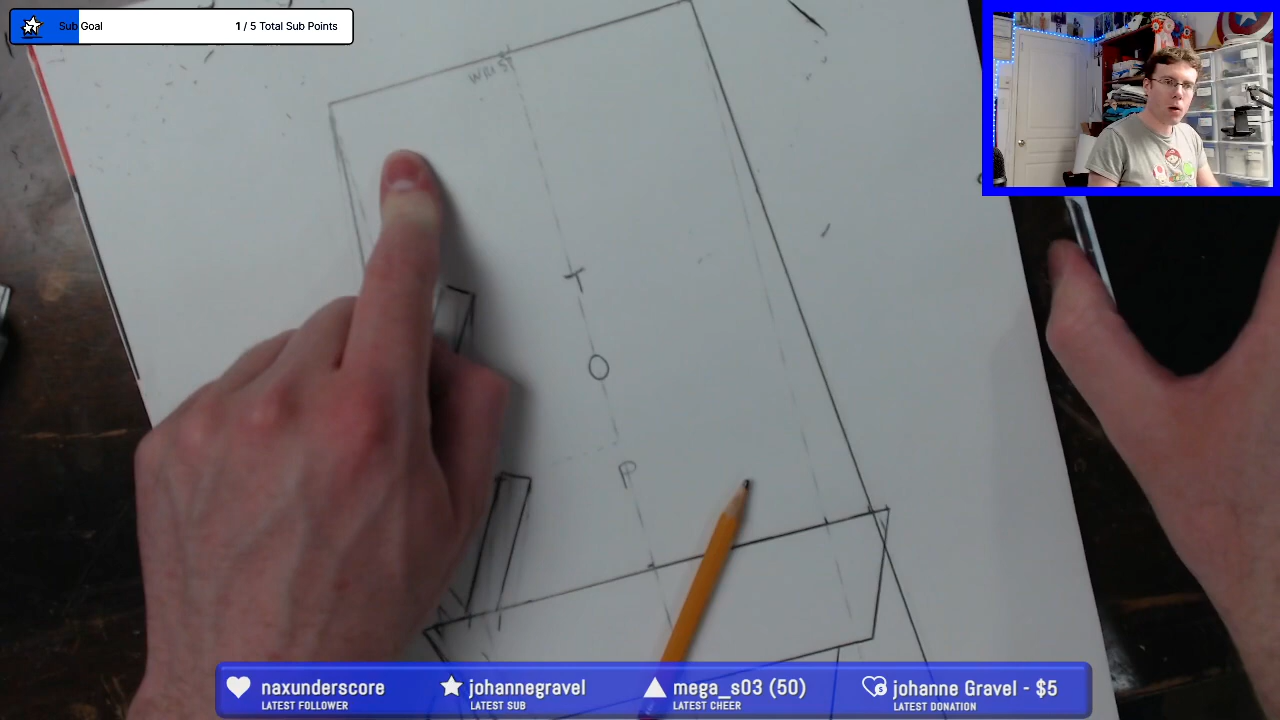 Sub Goal
1 / 5 Total Sub Points
WRIST
T
O
P
naxunderscore
LATEST FOLLOWER
johannegravel
LATEST SUB
mega_s03 (50)
LATEST CHEER
johanne Gravel - $5
LATEST DONATION